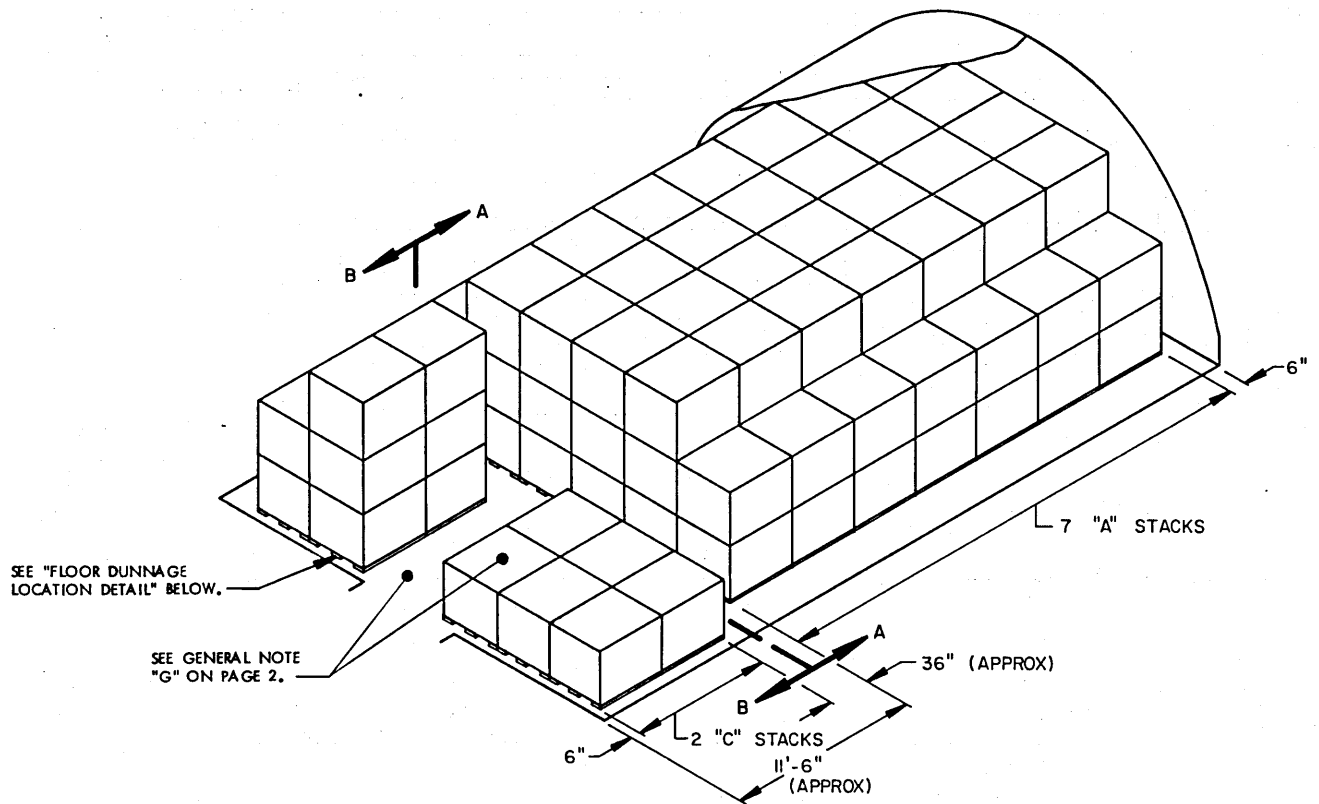 A
B
6"
7 "A" STACKS
SEE "FLOOR DUNNAGE
LOCATION DETAIL" BELOW.
SEE GENERAL NOTE
"G" ON PAGE 2.
A
36" (APPROX)
B
2 "C" STACKS
6"
11'-6"
(APPROX)